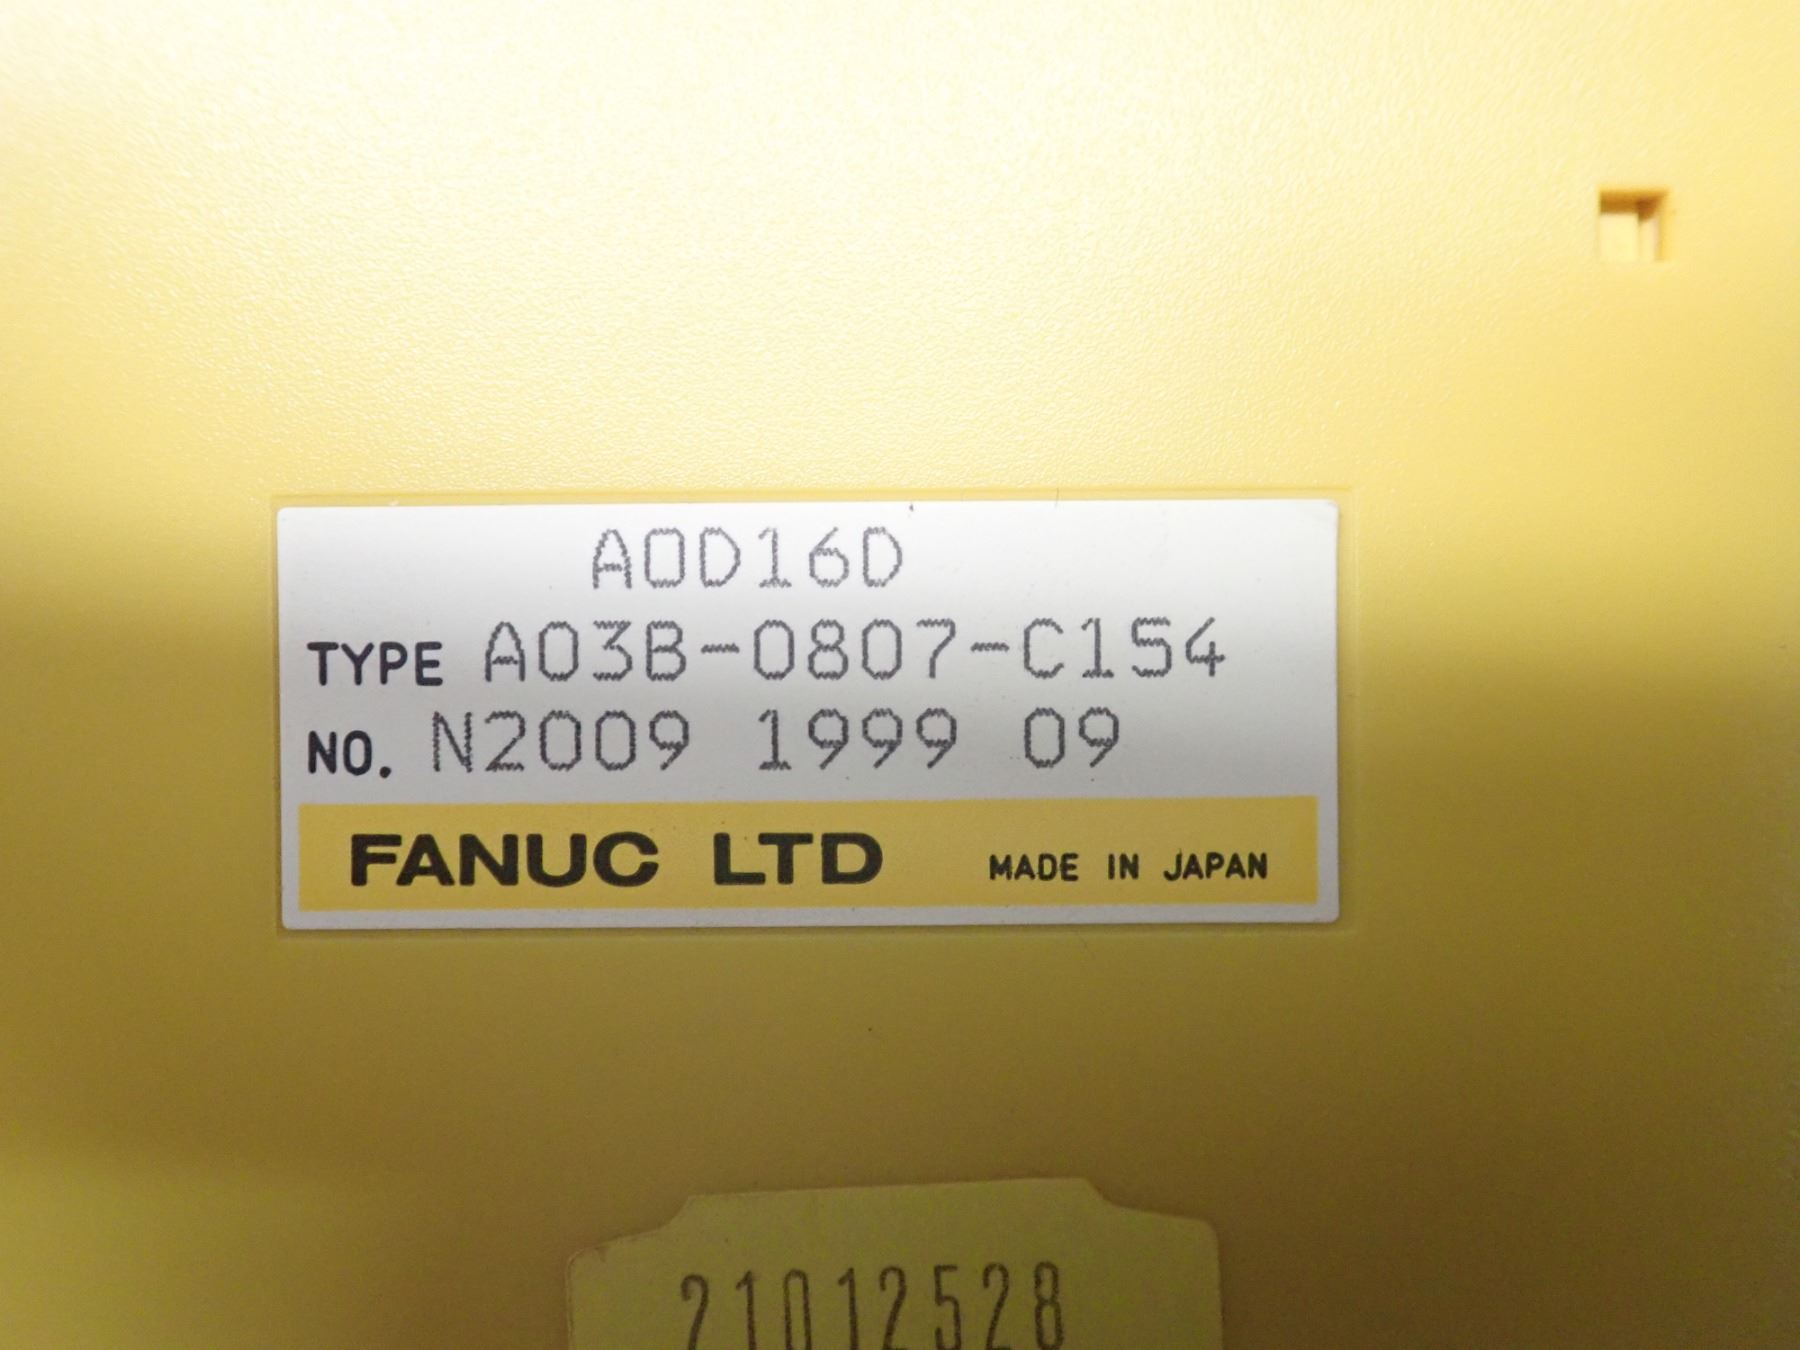 AOD16D
TYPE A03B-0807-C154
NO. N2009 1999 09
FANUC LTD MADE IN JAPAN
21012528